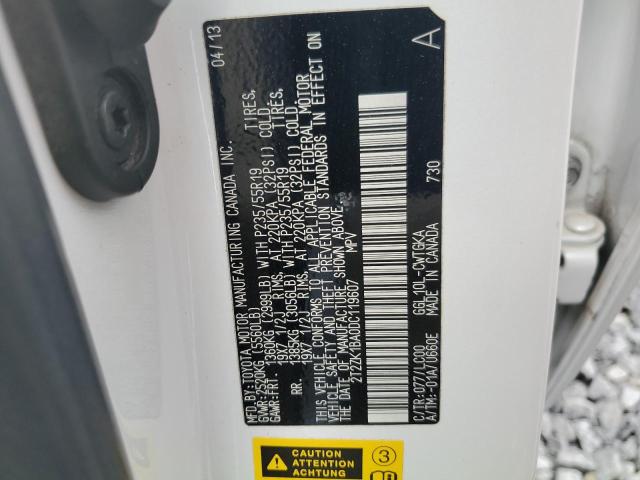 MFD.BY:TOYOTA MOTOR MANUFACTURING CANADA INC. 04/13
GVWR:2520KG (5560LB)
GAWR:FRT. 1360KG (2999LB) WITH P235/55R19 TIRES,
19X7 1/2J RIMS, AT 220KPA (32PSI) COLD.
RR. 1385KG (3056LB) WITH P235/55R19 TIRES,
19X7 1/2J RIMS, AT 220KPA (32PSI) COLD.
THIS VEHICLE CONFORMS TO ALL APPLICABLE FEDERAL MOTOR
VEHICLE SAFETY AND THEFT PREVENTION STANDARDS IN EFFECT ON
THE DATE OF MANUFACTURE SHOWN ABOVE.
2T2ZK1BA0DC119607 MPV
A
C/TR:077/LC00 GGL10L-CWTGKA
A/TM:-01A/U660E MADE IN CANADA 730
CAUTION
ATTENTION
ACHTUNG
3